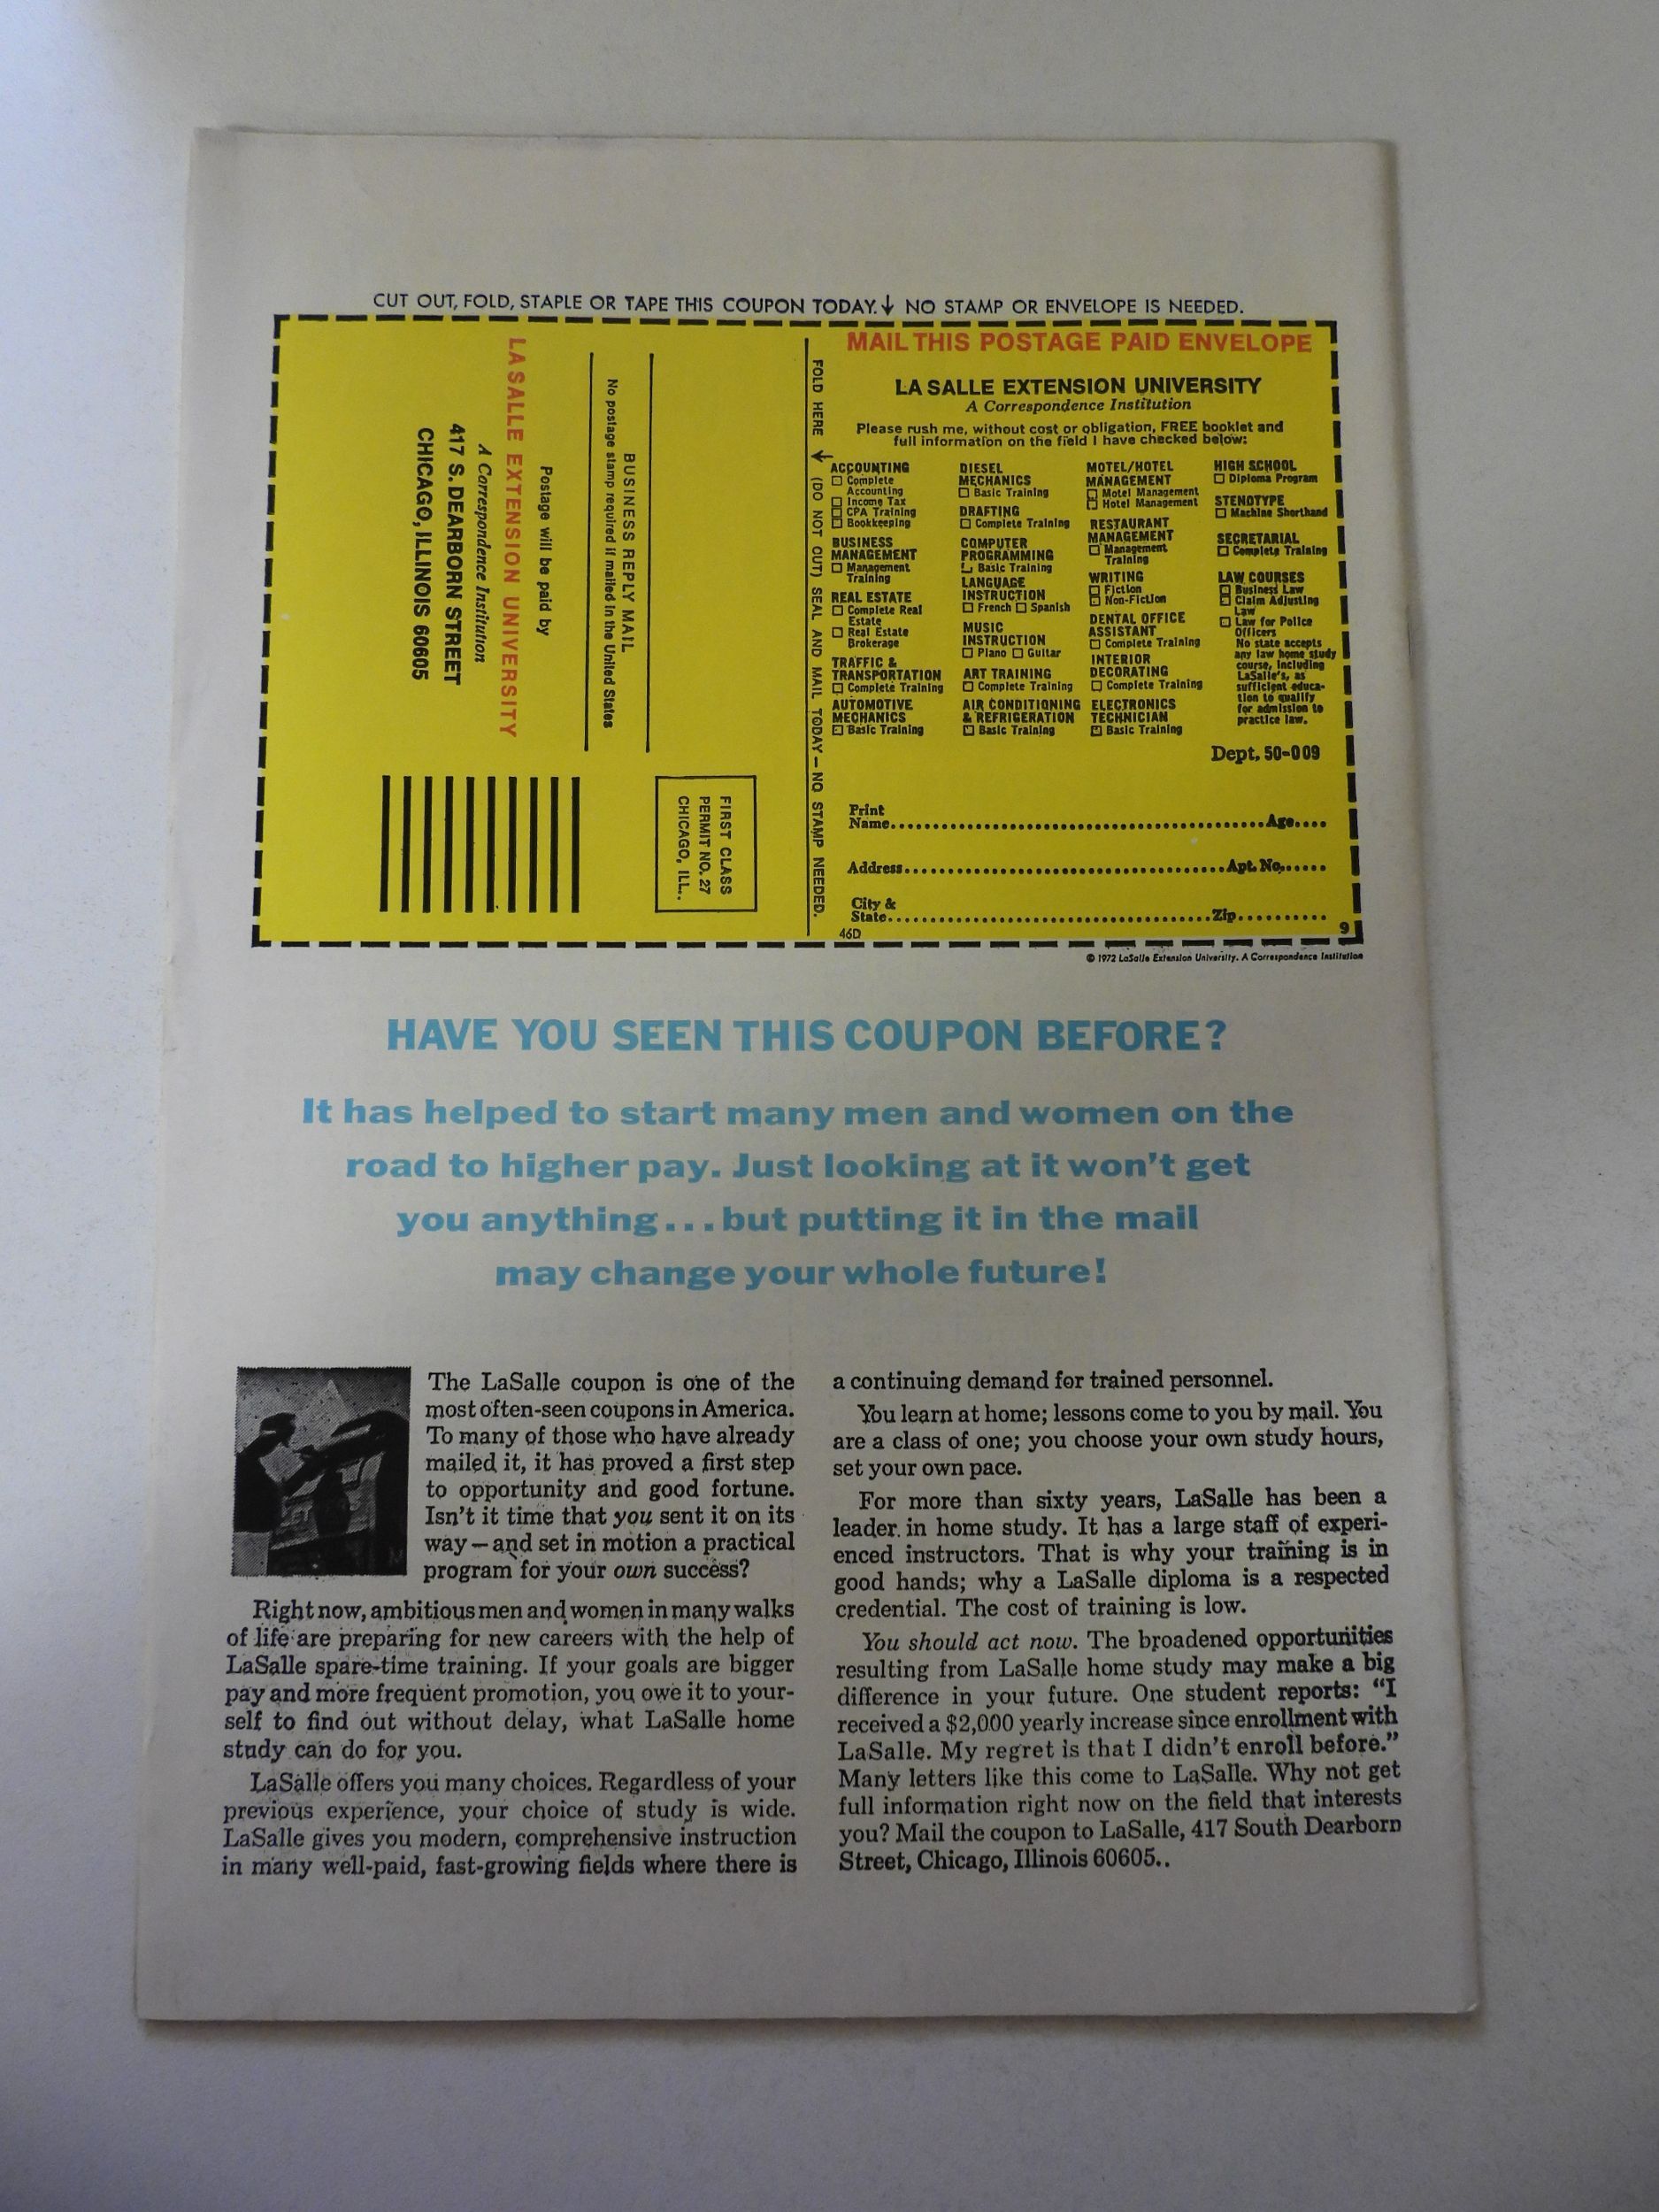 CUT OUT, FOLD, STAPLE OR TAPE THIS COUPON TODAY.↓ NO STAMP OR ENVELOPE IS NEEDED.
BUSINESS REPLY MAIL
No postage stamp required if mailed in the United States
Postage will be paid by
LA SALLE EXTENSION UNIVERSITY
A Correspondence Institution
417 S. DEARBORN STREET
CHICAGO, ILLINOIS 60605
FIRST CLASS
PERMIT NO. 27
CHICAGO, ILL.
FOLD HERE (DO NOT CUT) SEAL AND MAIL TODAY — NO STAMP NEEDED.
MAIL THIS POSTAGE PAID ENVELOPE
LA SALLE EXTENSION UNIVERSITY
A Correspondence Institution
Please rush me, without cost or obligation, FREE booklet and
full information on the field I have checked below:
ACCOUNTING
Complete
Accounting
Income Tax
CPA Training
Bookkeeping
BUSINESS
MANAGEMENT
Management
Training
REAL ESTATE
Complete Real
Estate
Real Estate
Brokerage
TRAFFIC &
TRANSPORTATION
Complete Training
AUTOMOTIVE
MECHANICS
Basic Training
DIESEL
MECHANICS
Basic Training
DRAFTING
Complete Training
COMPUTER
PROGRAMMING
Basic Training
LANGUAGE
INSTRUCTION
French Spanish
MUSIC
INSTRUCTION
Piano Guitar
ART TRAINING
Complete Training
AIR CONDITIONING
& REFRIGERATION
Basic Training
MOTEL/HOTEL
MANAGEMENT
Motel Management
Hotel Management
RESTAURANT
MANAGEMENT
Management
Training
WRITING
Fiction
Non-Fiction
DENTAL OFFICE
ASSISTANT
Complete Training
INTERIOR
DECORATING
Complete Training
ELECTRONICS
TECHNICIAN
Basic Training
HIGH SCHOOL
Diploma Program
STENOTYPE
Machine Shorthand
SECRETARIAL
Complete Training
LAW COURSES
Business Law
Claim Adjusting
Law
Law for Police
Officers
No state accepts
any law home study
course, including
LaSalle's, as
sufficient educa-
tion to qualify
for admission to
practice law.
Dept. 50-009
Print
Name Age
Address Apt. No.
City &
State Zip
46D 9
© 1972 LaSalle Extension University. A Correspondence Institution
HAVE YOU SEEN THIS COUPON BEFORE?
It has helped to start many men and women on the
road to higher pay. Just looking at it won't get
you anything...but putting it in the mail
may change your whole future!
The LaSalle coupon is one of the
most often-seen coupons in America.
To many of those who have already
mailed it, it has proved a first step
to opportunity and good fortune.
Isn't it time that you sent it on its
way—and set in motion a practical
program for your own success?
Right now, ambitious men and women in many walks
of life are preparing for new careers with the help of
LaSalle spare-time training. If your goals are bigger
pay and more frequent promotion, you owe it to your-
self to find out without delay, what LaSalle home
study can do for you.
LaSalle offers you many choices. Regardless of your
previous experience, your choice of study is wide.
LaSalle gives you modern, comprehensive instruction
in many well-paid, fast-growing fields where there is
a continuing demand for trained personnel.
You learn at home; lessons come to you by mail. You
are a class of one; you choose your own study hours,
set your own pace.
For more than sixty years, LaSalle has been a
leader in home study. It has a large staff of experi-
enced instructors. That is why your training is in
good hands; why a LaSalle diploma is a respected
credential. The cost of training is low.
You should act now. The broadened opportunities
resulting from LaSalle home study may make a big
difference in your future. One student reports: "I
received a $2,000 yearly increase since enrollment with
LaSalle. My regret is that I didn't enroll before."
Many letters like this come to LaSalle. Why not get
full information right now on the field that interests
you? Mail the coupon to LaSalle, 417 South Dearborn
Street, Chicago, Illinois 60605..